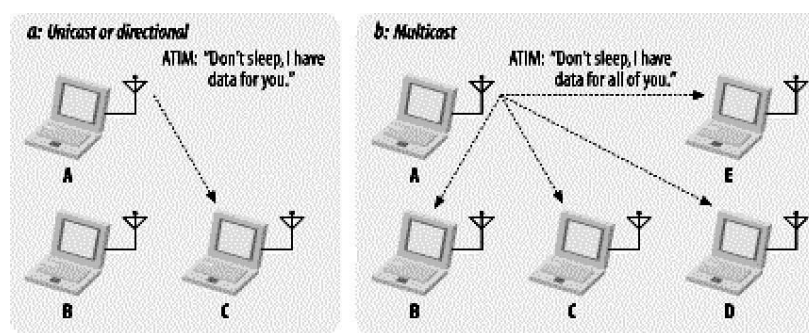 a: Unicast or directional
ATIM: "Don't sleep, I have
data for you."
A
B
C
b: Multicast
ATIM: "Don't sleep, I have
data for all of you."
A
E
B
C
D